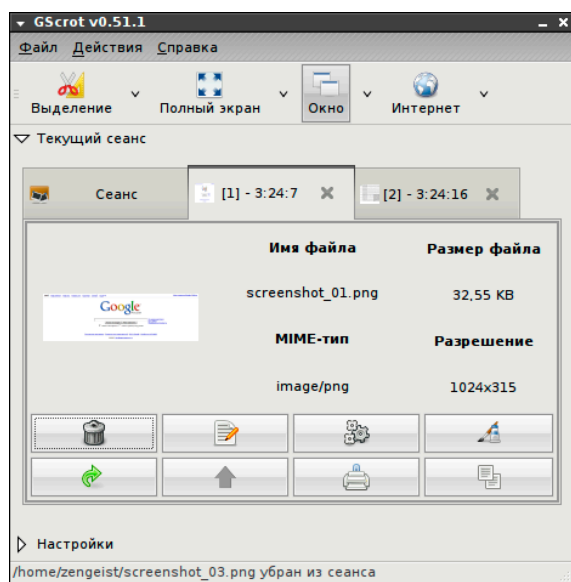 GScrot v0.51.1
Файл Действия Справка
Выделение Полный экран Окно Интернет
Текущий сеанс
Сеанс [1] - 3:24:7 [2] - 3:24:16
Имя файла Размер файла
screenshot_01.png 32,55 KB
Google
MIME-тип Разрешение
image/png 1024x315
Настройки
/home/zengeist/screenshot_03.png убран из сеанса